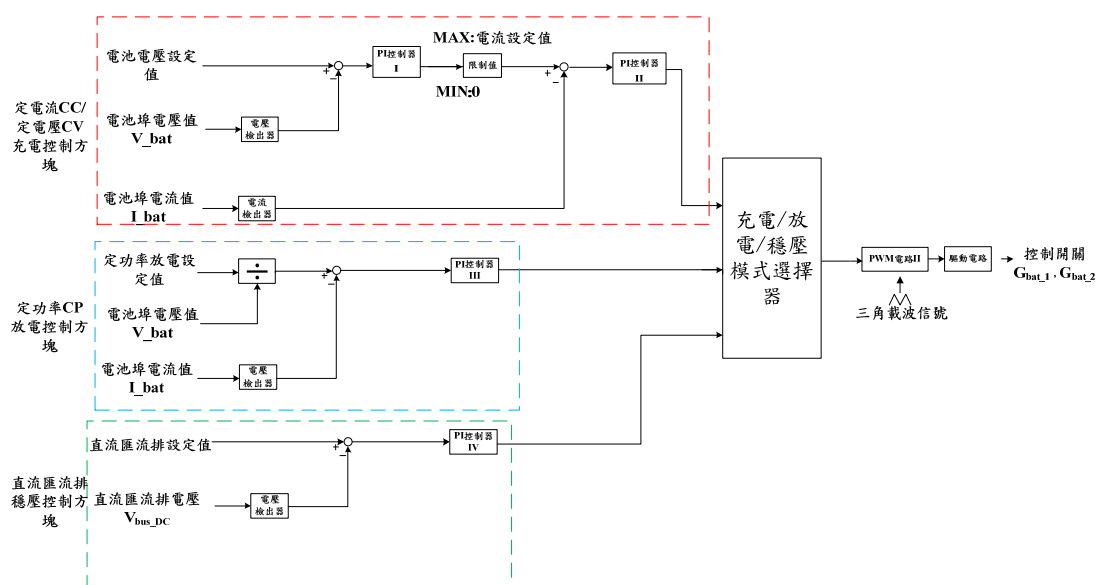 定電流CC/
定電壓CV
充電控制方
塊
電池電壓設定
值
電池埠電壓值
V_bat
電壓
檢出器
電池埠電流值
I_bat
電流
檢出器
+
−
PI控制器
I
MAX:電流設定值
限制值
MIN:0
+
−
PI控制器
II
定功率CP
放電控制方
塊
定功率放電設
定值
÷
電池埠電壓值
V_bat
電池埠電流值
I_bat
電壓
檢出器
+
−
PI控制器
III
直流匯流排
穩壓控制方
塊
直流匯流排設定值
直流匯流排電壓
Vbus_DC
電壓
檢出器
+
−
PI控制器
IV
充電/放
電/穩壓
模式選擇
器
PWM電路II
三角載波信號
驅動電路
控制開關
Gbat_1 , Gbat_2